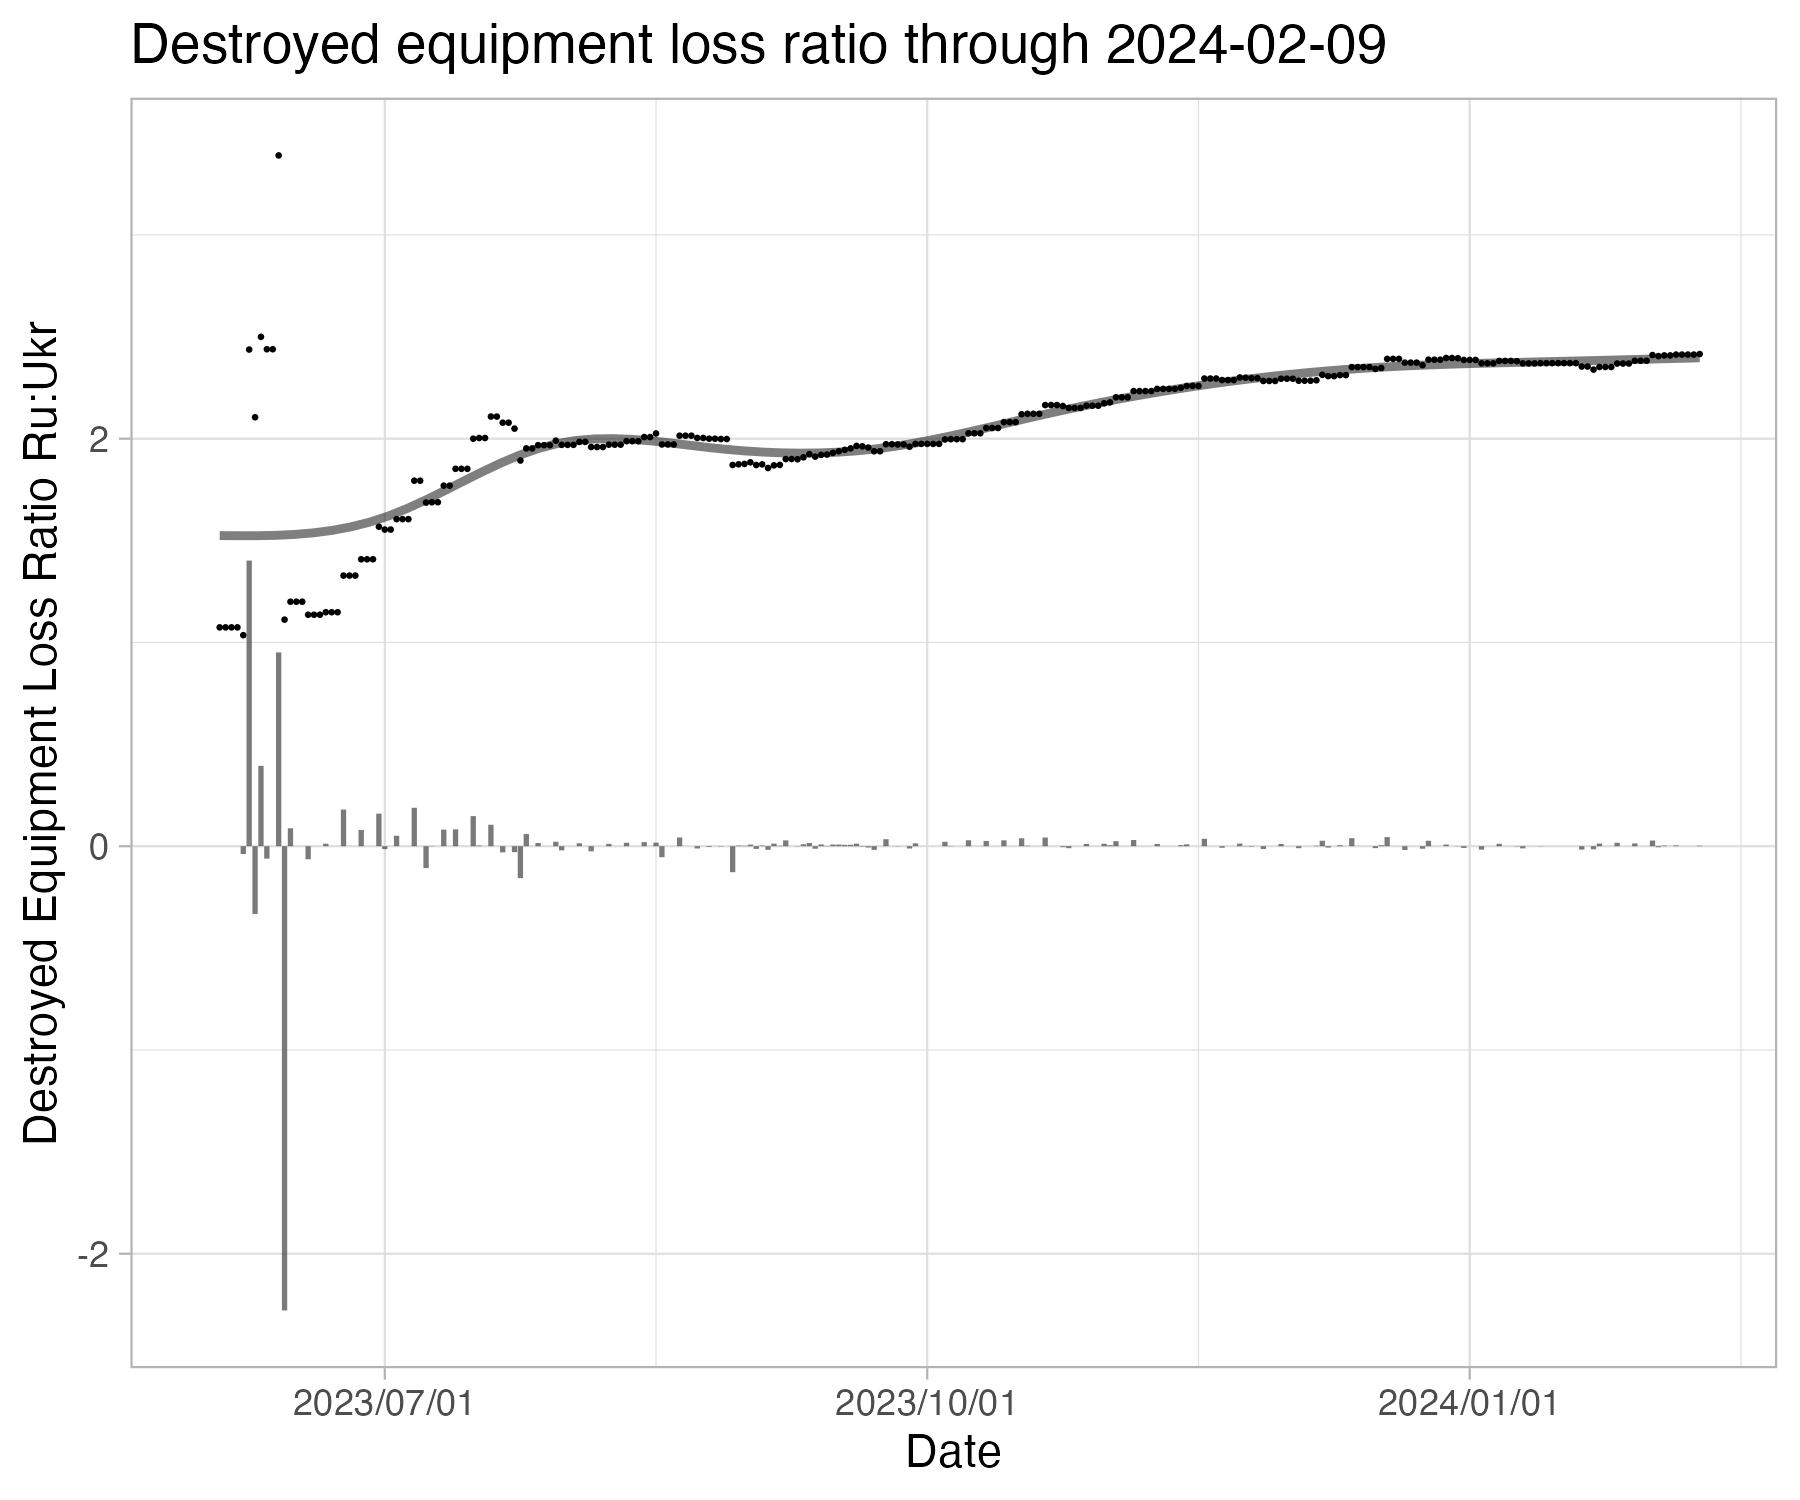 Destroyed equipment loss ratio through 2024-02-09
Destroyed Equipment Loss Ratio Ru:Ukr
2
0
-2
2023/07/01
2023/10/01
2024/01/01
Date